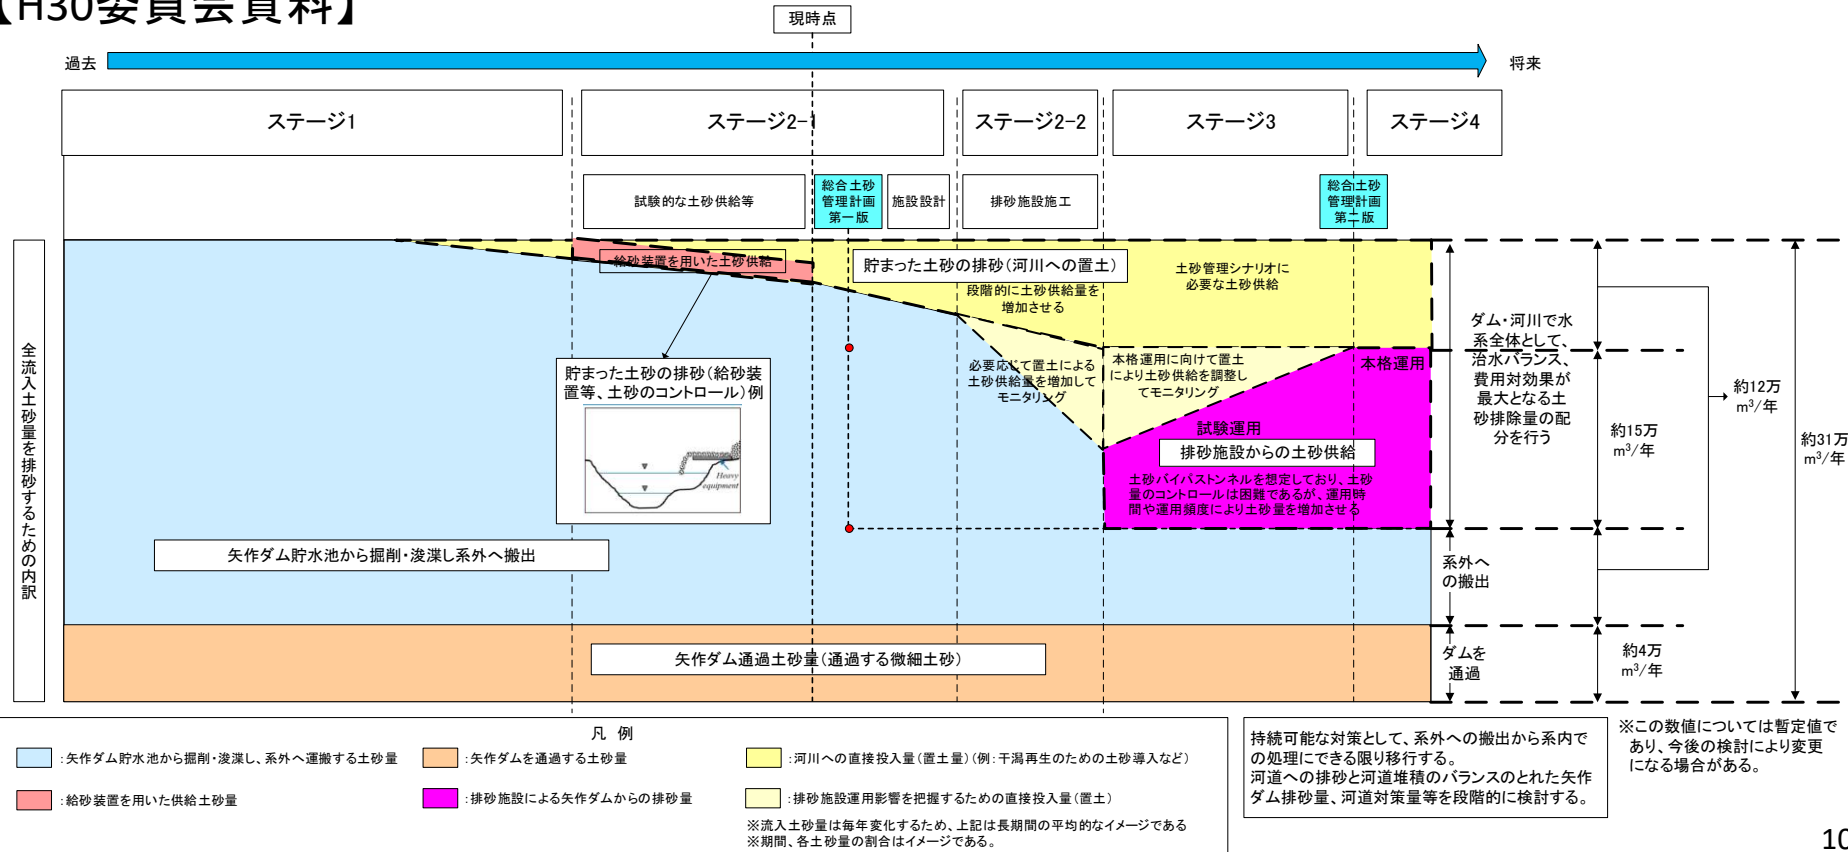 【H30委員会資料】
現時点
過去
将来
ステージ1
ステージ2-1
ステージ2-2
ステージ3
ステージ4
試験的な土砂供給等
総合土砂
管理計画
第一版
施設設計
排砂施設施工
総合土砂
管理計画
第二版
全流入土砂量を排砂するための内訳
給砂装置を用いた土砂供給
貯まった土砂の排砂(河川への置土)
段階的に土砂供給量を
増加させる
土砂管理シナリオに
必要な土砂供給
貯まった土砂の排砂(給砂装
置等、土砂のコントロール)例
Heavy
equipment
必要応じて置土による
土砂供給量を増加して
モニタリング
本格運用に向けて置土
により土砂供給を調整し
てモニタリング
本格運用
試験運用
排砂施設からの土砂供給
土砂バイパストンネルを想定しており、土砂
量のコントロールは困難であるが、運用時
間や運用頻度により土砂量を増加させる
ダム・河川で水
系全体として、
治水バランス、
費用対効果が
最大となる土
砂排除量の配
分を行う
約12万
m³/年
約15万
m³/年
約31万
m³/年
矢作ダム貯水池から掘削・浚渫し系外へ搬出
系外へ
の搬出
矢作ダム通過土砂量(通過する微細土砂)
ダムを
通過
約4万
m³/年
凡 例
:矢作ダム貯水池から掘削・浚渫し、系外へ運搬する土砂量
:矢作ダムを通過する土砂量
:河川への直接投入量(置土量)(例:干潟再生のための土砂導入など)
:給砂装置を用いた供給土砂量
:排砂施設による矢作ダムからの排砂量
:排砂施設運用影響を把握するための直接投入量(置土)
※流入土砂量は毎年変化するため、上記は長期間の平均的なイメージである
※期間、各土砂量の割合はイメージである。
持続可能な対策として、系外への搬出から系内で
の処理にできる限り移行する。
河道への排砂と河道堆積のバランスのとれた矢作
ダム排砂量、河道対策量等を段階的に検討する。
※この数値については暫定値で
あり、今後の検討により変更
になる場合がある。
10